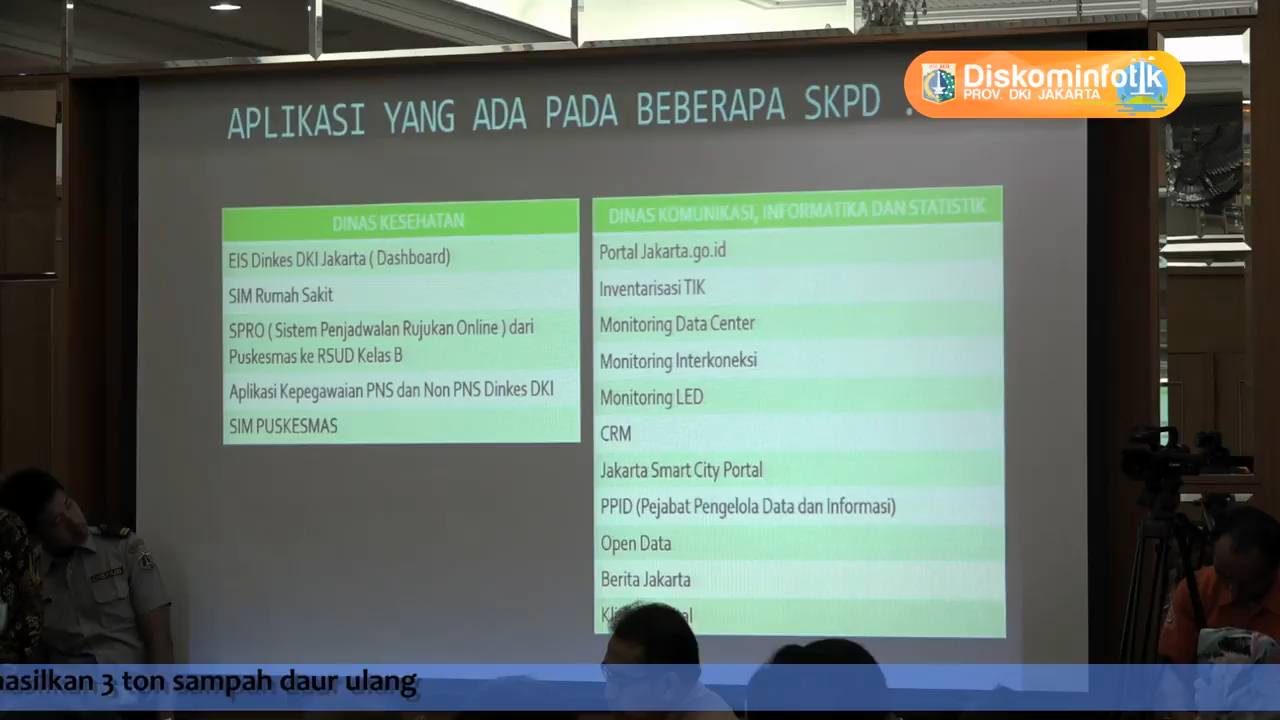 Diskominfotik
PROV. DKI JAKARTA
APLIKASI YANG ADA PADA BEBERAPA SKPD :
DINAS KESEHATAN
EIS Dinkes DKI Jakarta ( Dashboard)
SIM Rumah Sakit
SPRO ( Sistem Penjadwalan Rujukan Online ) dari
Puskesmas ke RSUD Kelas B
Aplikasi Kepegawaian PNS dan Non PNS Dinkes DKI
SIM PUSKESMAS
DINAS KOMUNIKASI, INFORMATIKA DAN STATISTIK
Portal Jakarta.go.id
Inventarisasi TIK
Monitoring Data Center
Monitoring Interkoneksi
Monitoring LED
CRM
Jakarta Smart City Portal
PPID (Pejabat Pengelola Data dan Informasi)
Open Data
Berita Jakarta
3 ton sampah daur ulang